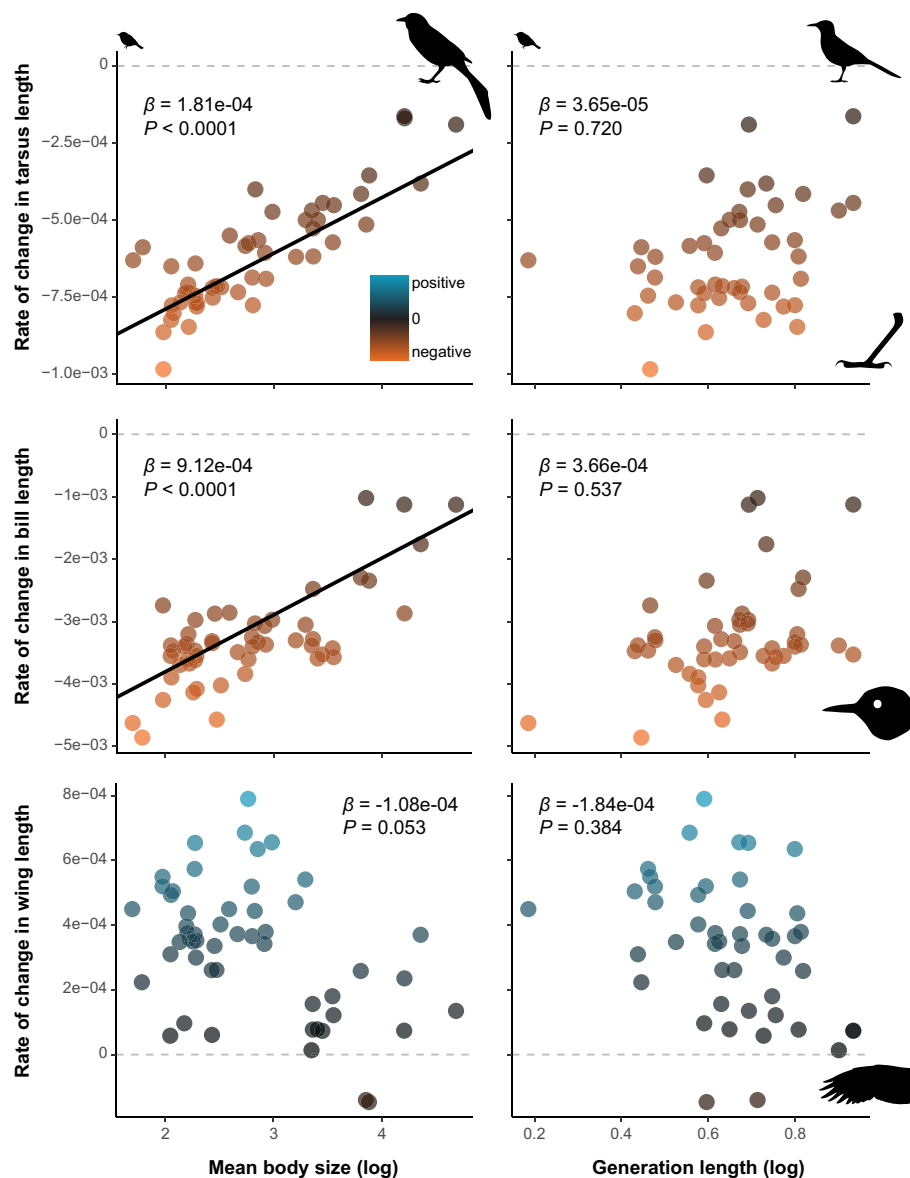 Rate of change in tarsus length
0
−2.5e−04
−5.0e−04
−7.5e−04
−1.0e−03
β = 1.81e-04
P < 0.0001
positive
0
negative
β = 3.65e-05
P = 0.720
Rate of change in bill length
0
−1e−03
−2e−03
−3e−03
−4e−03
−5e−03
β = 9.12e-04
P < 0.0001
β = 3.66e-04
P = 0.537
Rate of change in wing length
8e−04
6e−04
4e−04
2e−04
0
β = -1.08e-04
P = 0.053
β = -1.84e-04
P = 0.384
2 3 4
0.2 0.4 0.6 0.8
Mean body size (log)
Generation length (log)